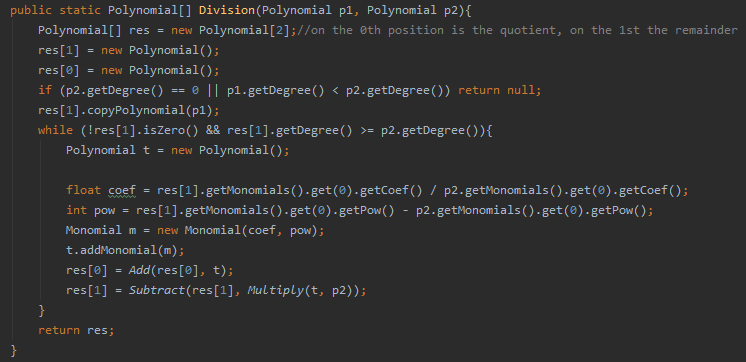 public static Polynomial[] Division(Polynomial p1, Polynomial p2){
Polynomial[] res = new Polynomial[2];//on the 0th position is the quotient, on the 1st the remainder
res[1] = new Polynomial();
res[0] = new Polynomial();
if (p2.getDegree() == 0 || p1.getDegree() < p2.getDegree()) return null;
res[1].copyPolynomial(p1);
while (!res[1].isZero() && res[1].getDegree() >= p2.getDegree()){
Polynomial t = new Polynomial();
float coef = res[1].getMonomials().get(0).getCoef() / p2.getMonomials().get(0).getCoef();
int pow = res[1].getMonomials().get(0).getPow() - p2.getMonomials().get(0).getPow();
Monomial m = new Monomial(coef, pow);
t.addMonomial(m);
res[0] = Add(res[0], t);
res[1] = Subtract(res[1], Multiply(t, p2));
}
return res;
}